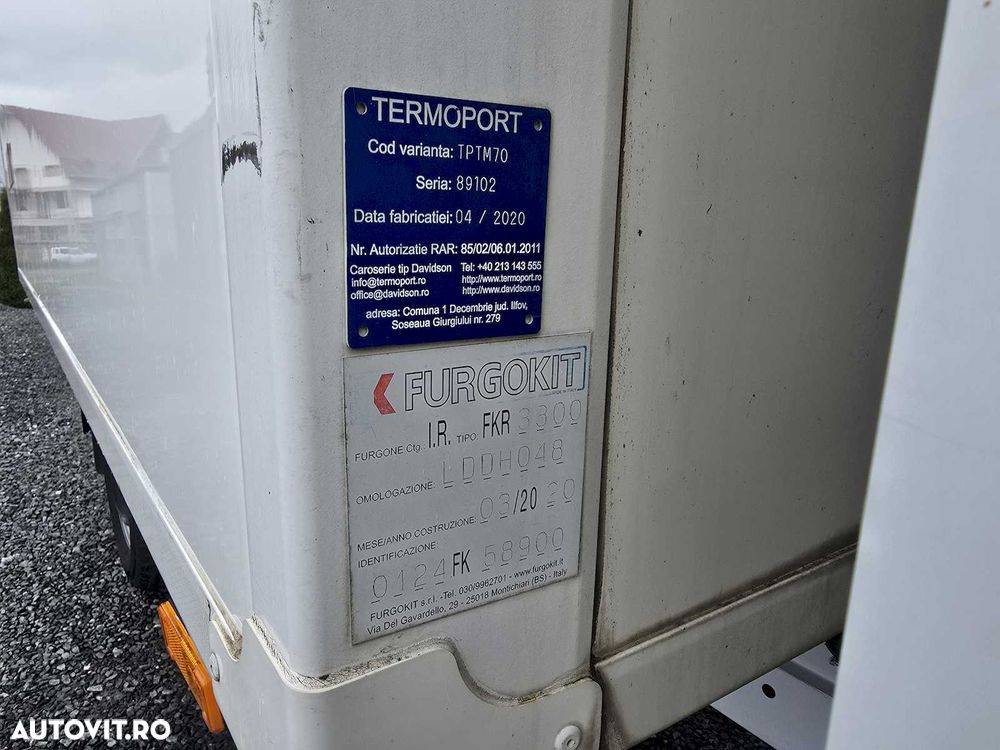 TERMOPORT
Cod varianta: TPTM70
Seria: 89102
Data fabricatiei: 04 / 2020
Nr. Autorizatie RAR: 85/02/06.01.2011
Caroserie tip Davidson Tel: +40 213 143 555
info@termoport.ro http://www.termoport.ro
office@davidson.ro http://www.davidson.ro
adresa: Comuna 1 Decembrie jud. Ilfov,
Soseaua Giurgiului nr. 279
FURGOKIT
FURGONE Ctg. I.R. TIPO: FKR 3300
OMOLOGAZIONE: LDDH048
MESE/ANNO COSTRUZIONE: 03/20 20
IDENTIFICAZIONE:
0124 FK 58900
FURGOKIT s.r.l. -Tel. 030/9962701 - www.furgokit.it
Via Del Gavardello, 29 - 25018 Montichiari (BS) - Italy
AUTOVIT.RO